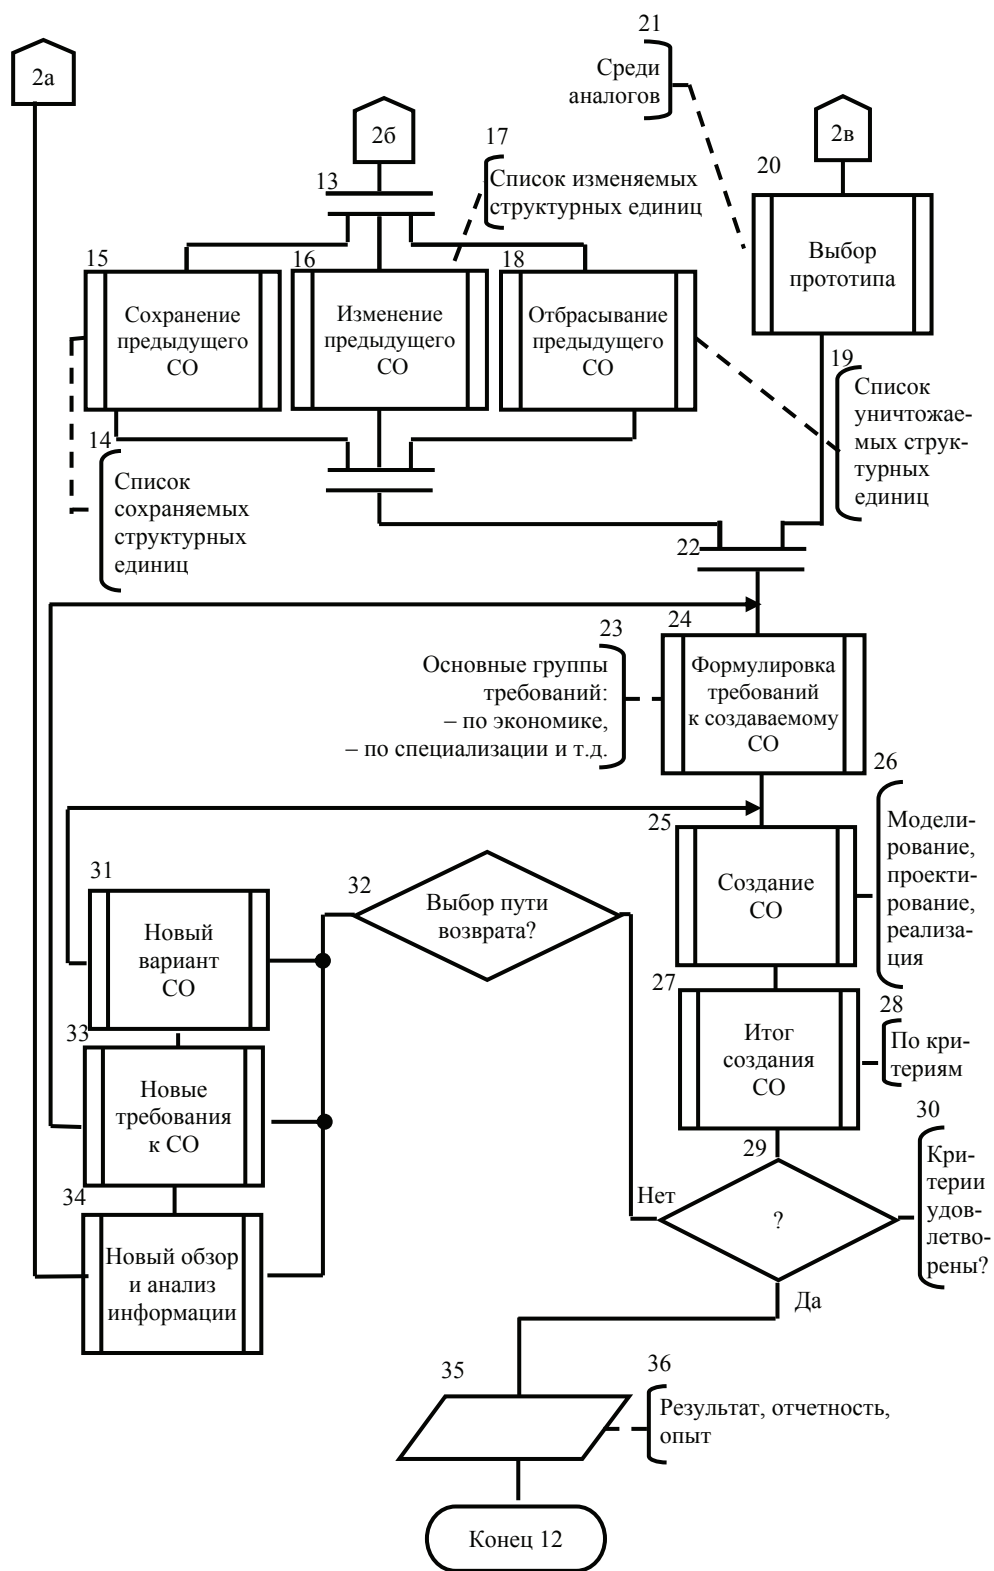 21
Среди
аналогов
2а
2б
2в
17
Список изменяемых
структурных единиц
20
Выбор
прототипа
13
15
Сохранение
предыдущего
СО
16
Изменение
предыдущего
СО
18
Отбрасывание
предыдущего
СО
19
Список
уничтожае-
мых струк-
турных
единиц
14
Список
сохраняемых
структурных
единиц
22
23
Основные группы
требований:
– по экономике,
– по специализации и т.д.
24
Формулировка
требований
к создаваемому
СО
26
Модели-
рование,
проекти-
рование,
реализа-
ция
25
Создание
СО
31
Новый
вариант
СО
32
Выбор пути
возврата?
27
Итог
создания
СО
28
По кри-
териям
33
Новые
требования
к СО
29
?
Нет
Да
30
Кри-
терии
удов-
летво-
рены?
34
Новый обзор
и анализ
информации
35
36
Результат, отчетность,
опыт
Конец 12